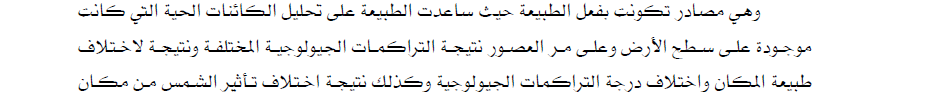 وهي مصادر تكونت بفعل الطبيعة حيث ساعدت الطبيعة على تحليل الكائنات الحية التي كانت
موجودة على سطح الأرض وعلى مر العصور نتيجة التراكمات الجيولوجية المختلفة ونتيجة لاختلاف
طبيعة المكان واختلاف درجة التراكمات الجيولوجية وكذلك نتيجة اختلاف تأثير الشمس من مكان